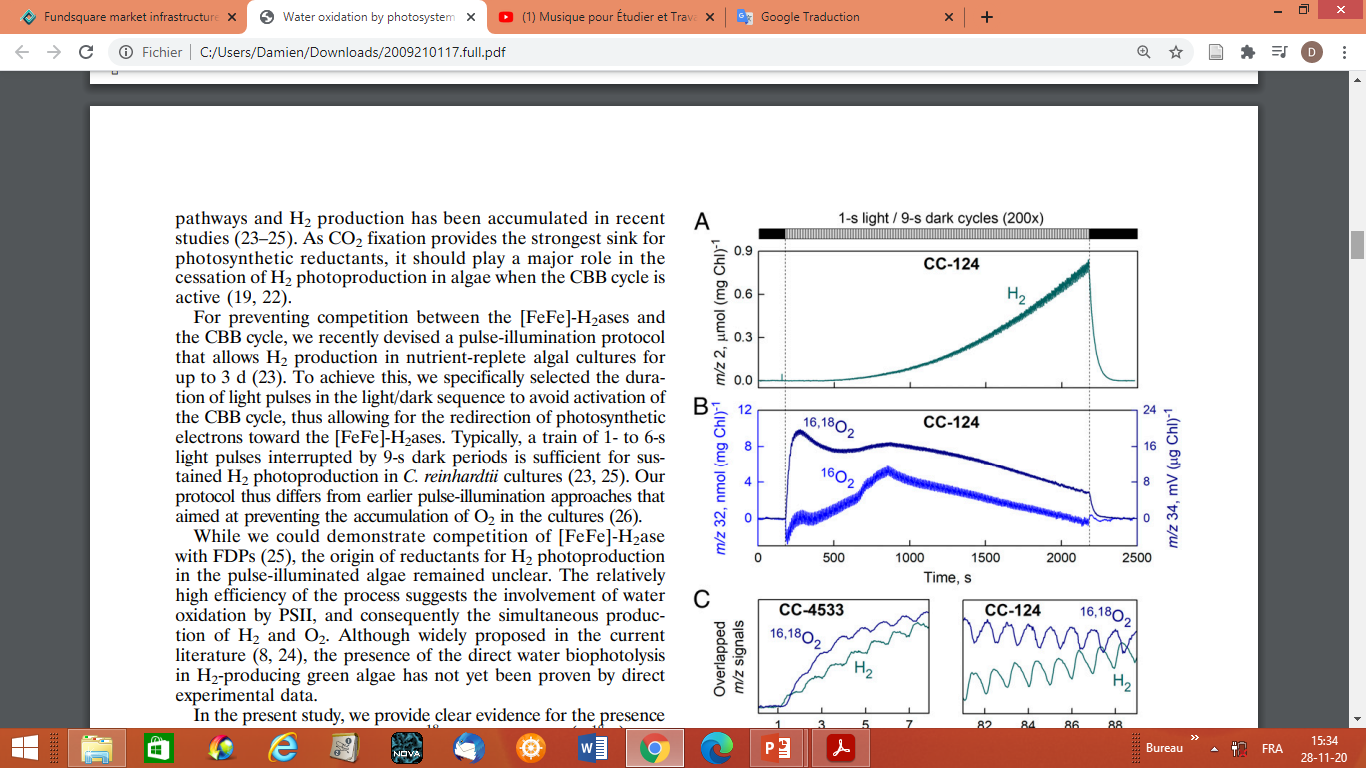 Fundsquare market infrastructure
Water oxidation by photosystem
(1) Musique pour Étudier et Trava
Google Traduction
Fichier | C:/Users/Damien/Downloads/2009210117.full.pdf
D
pathways and H₂ production has been accumulated in recent
studies (23–25). As CO₂ fixation provides the strongest sink for
photosynthetic reductants, it should play a major role in the
cessation of H₂ photoproduction in algae when the CBB cycle is
active (19, 22).
For preventing competition between the [FeFe]-H₂ases and
the CBB cycle, we recently devised a pulse-illumination protocol
that allows H₂ production in nutrient-replete algal cultures for
up to 3 d (23). To achieve this, we specifically selected the dura-
tion of light pulses in the light/dark sequence to avoid activation of
the CBB cycle, thus allowing for the redirection of photosynthetic
electrons toward the [FeFe]-H₂ases. Typically, a train of 1- to 6-s
light pulses interrupted by 9-s dark periods is sufficient for sus-
tained H₂ photoproduction in C. reinhardtii cultures (23, 25). Our
protocol thus differs from earlier pulse-illumination approaches that
aimed at preventing the accumulation of O₂ in the cultures (26).
While we could demonstrate competition of [FeFe]-H₂ase
with FDPs (25), the origin of reductants for H₂ photoproduction
in the pulse-illuminated algae remained unclear. The relatively
high efficiency of the process suggests the involvement of water
oxidation by PSII, and consequently the simultaneous produc-
tion of H₂ and O₂. Although widely proposed in the current
literature (8, 24), the presence of the direct water biophotolysis
in H₂-producing green algae has not yet been proven by direct
experimental data.
In the present study, we provide clear evidence for the presence
A
1-s light / 9-s dark cycles (200x)
m/z 2, µmol (mg Chl)⁻¹
0.9
0.6
0.3
0.0
CC-124
H₂
B
m/z 32, nmol (mg Chl)⁻¹
12
8
4
0
CC-124
¹⁶,¹⁸O₂
¹⁶O₂
24
16
8
0
m/z 34, mV (µg Chl)⁻¹
0 500 1000 1500 2000 2500
Time, s
C
Overlapped
m/z signals
CC-4533
¹⁶,¹⁸O₂
H₂
1 3 5 7
CC-124
¹⁶,¹⁸O₂
H₂
82 84 86 88
NOVA
Bureau
FRA
15:34
28-11-20